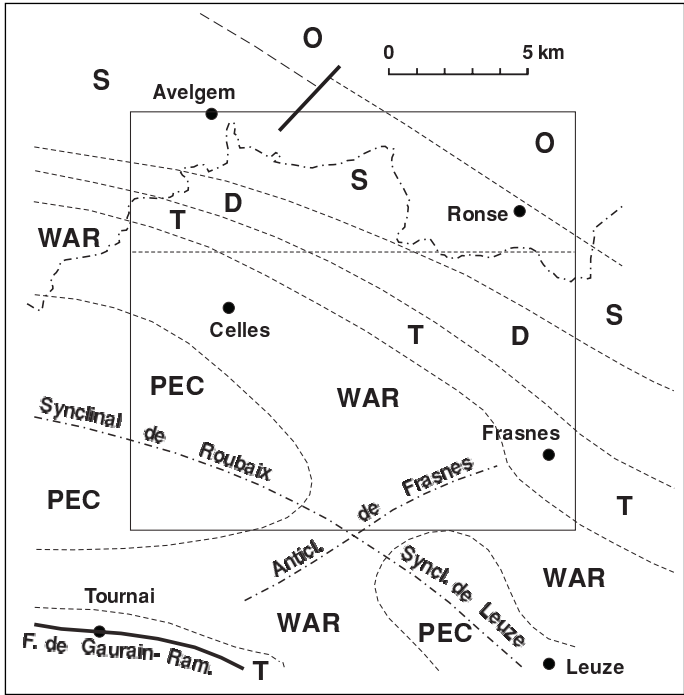 O
0 5 km
S
Avelgem
O
S
D
Ronse
T
WAR
S
Celles
T
D
PEC
WAR
Synclinal de Roubaix
Frasnes
PEC
Anticl. de Frasnes
T
Syncl. de Leuze
WAR
Tournai
WAR
PEC
F. de Gaurain- Ram.
T
Leuze